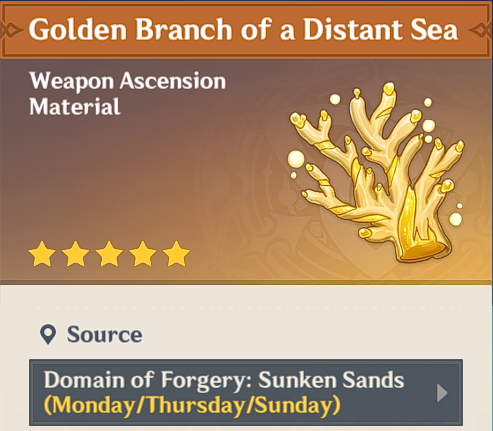 Golden Branch of a Distant Sea
Weapon Ascension
Material
Source
Domain of Forgery: Sunken Sands
(Monday/Thursday/Sunday)